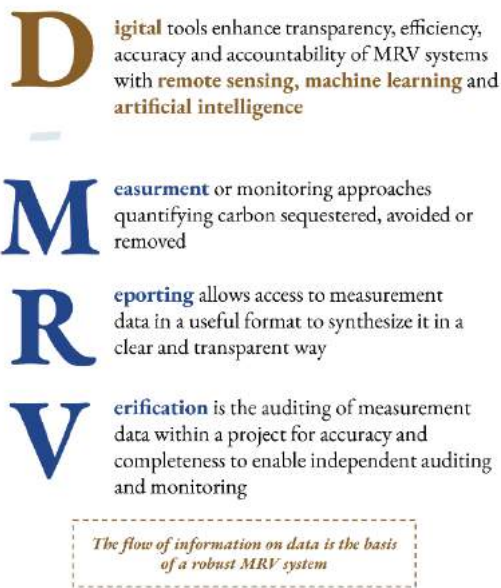 Digital tools enhance transparency, efficiency,
accuracy and accountability of MRV systems
with remote sensing, machine learning and
artificial intelligence
-
Measurment or monitoring approaches
quantifying carbon sequestered, avoided or
removed
Reporting allows access to measurement
data in a useful format to synthesize it in a
clear and transparent way
Verification is the auditing of measurement
data within a project for accuracy and
completeness to enable independent auditing
and monitoring
The flow of information on data is the basis
of a robust MRV system